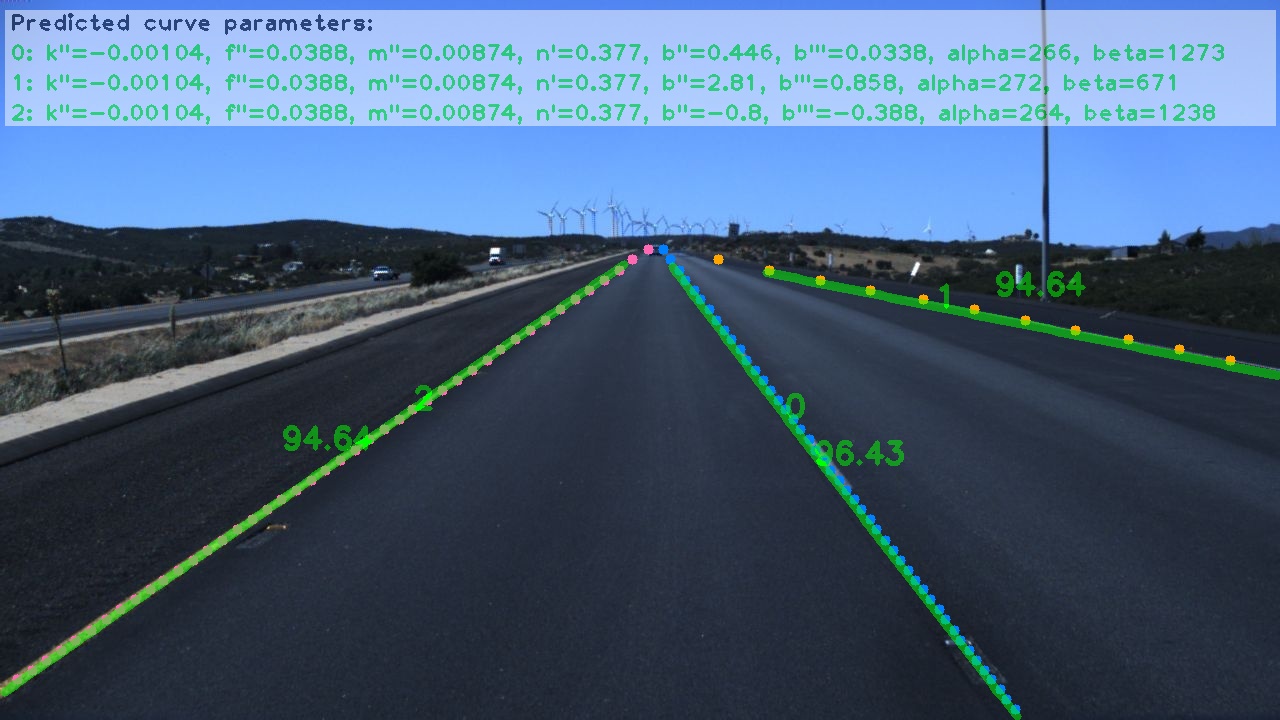 Predicted curve parameters:
0: k''=-0.00104, f''=0.0388, m''=0.00874, n'=0.377, b''=0.446, b'''=0.0338, alpha=266, beta=1273
1: k''=-0.00104, f''=0.0388, m''=0.00874, n'=0.377, b''=2.81, b'''=0.858, alpha=272, beta=671
2: k''=-0.00104, f''=0.0388, m''=0.00874, n'=0.377, b''=-0.8, b'''=-0.388, alpha=264, beta=1238
94.64
1
2
0
94.64
96.43